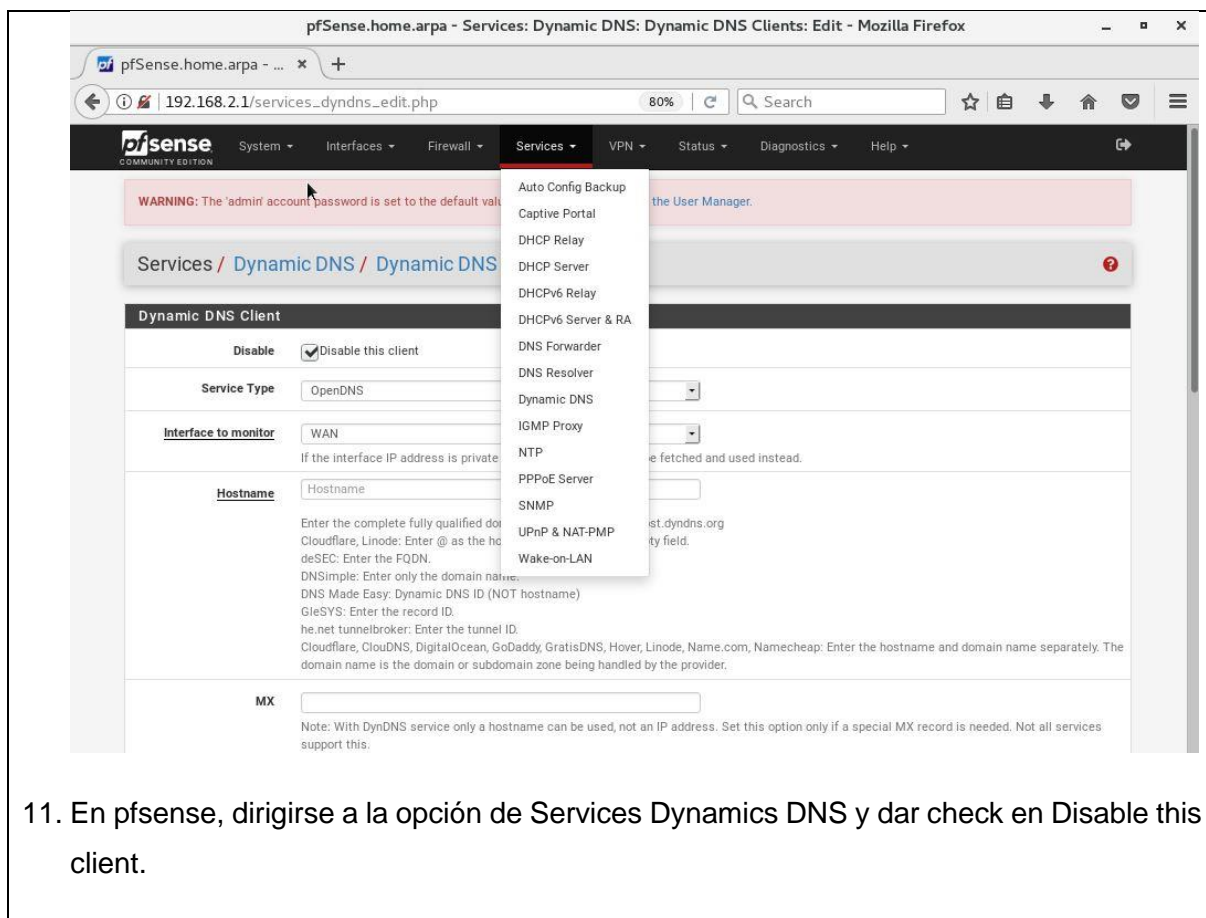 pfSense.home.arpa - Services: Dynamic DNS: Dynamic DNS Clients: Edit - Mozilla Firefox
pfSense.home.arpa - ...
192.168.2.1/services_dyndns_edit.php
80%
Search
pfsense
COMMUNITY EDITION
System
Interfaces
Firewall
Services
VPN
Status
Diagnostics
Help
Auto Config Backup
Captive Portal
DHCP Relay
DHCP Server
DHCPv6 Relay
DHCPv6 Server & RA
DNS Forwarder
DNS Resolver
Dynamic DNS
IGMP Proxy
NTP
PPPoE Server
SNMP
UPnP & NAT-PMP
Wake-on-LAN
WARNING: The 'admin' account password is set to the default valu the User Manager.
Services / Dynamic DNS / Dynamic DNS
Dynamic DNS Client
Disable
Disable this client
Service Type
OpenDNS
Interface to monitor
WAN
If the interface IP address is private e fetched and used instead.
Hostname
Hostname
Enter the complete fully qualified do st.dyndns.org
Cloudflare, Linode: Enter @ as the ho ty field.
deSEC: Enter the FQDN.
DNSimple: Enter only the domain name.
DNS Made Easy: Dynamic DNS ID (NOT hostname)
GleSYS: Enter the record ID.
he.net tunnelbroker: Enter the tunnel ID.
Cloudflare, ClouDNS, DigitalOcean, GoDaddy, GratisDNS, Hover, Linode, Name.com, Namecheap: Enter the hostname and domain name separately. The
domain name is the domain or subdomain zone being handled by the provider.
MX
Note: With DynDNS service only a hostname can be used, not an IP address. Set this option only if a special MX record is needed. Not all services
support this.
11. En pfsense, dirigirse a la opción de Services Dynamics DNS y dar check en Disable this
client.